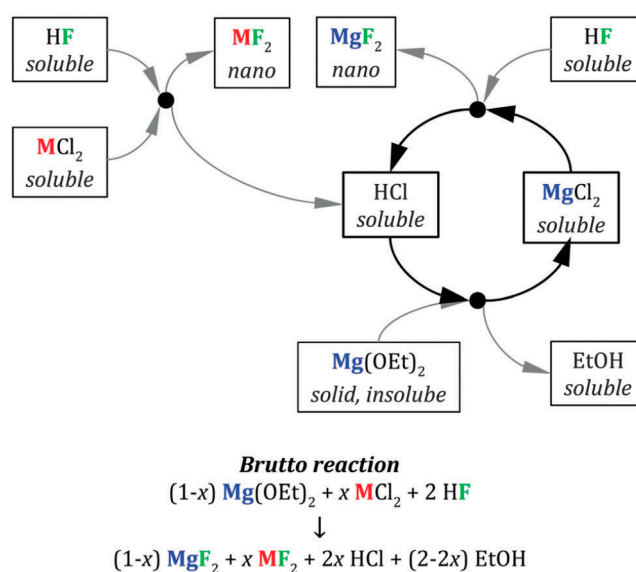 HF
soluble
MF₂
nano
MgF₂
nano
HF
soluble
MCl₂
soluble
HCl
soluble
MgCl₂
soluble
Mg(OEt)₂
solid, insolube
EtOH
soluble
Brutto reaction
(1-x) Mg(OEt)₂ + x MCl₂ + 2 HF
↓
(1-x) MgF₂ + x MF₂ + 2x HCl + (2-2x) EtOH